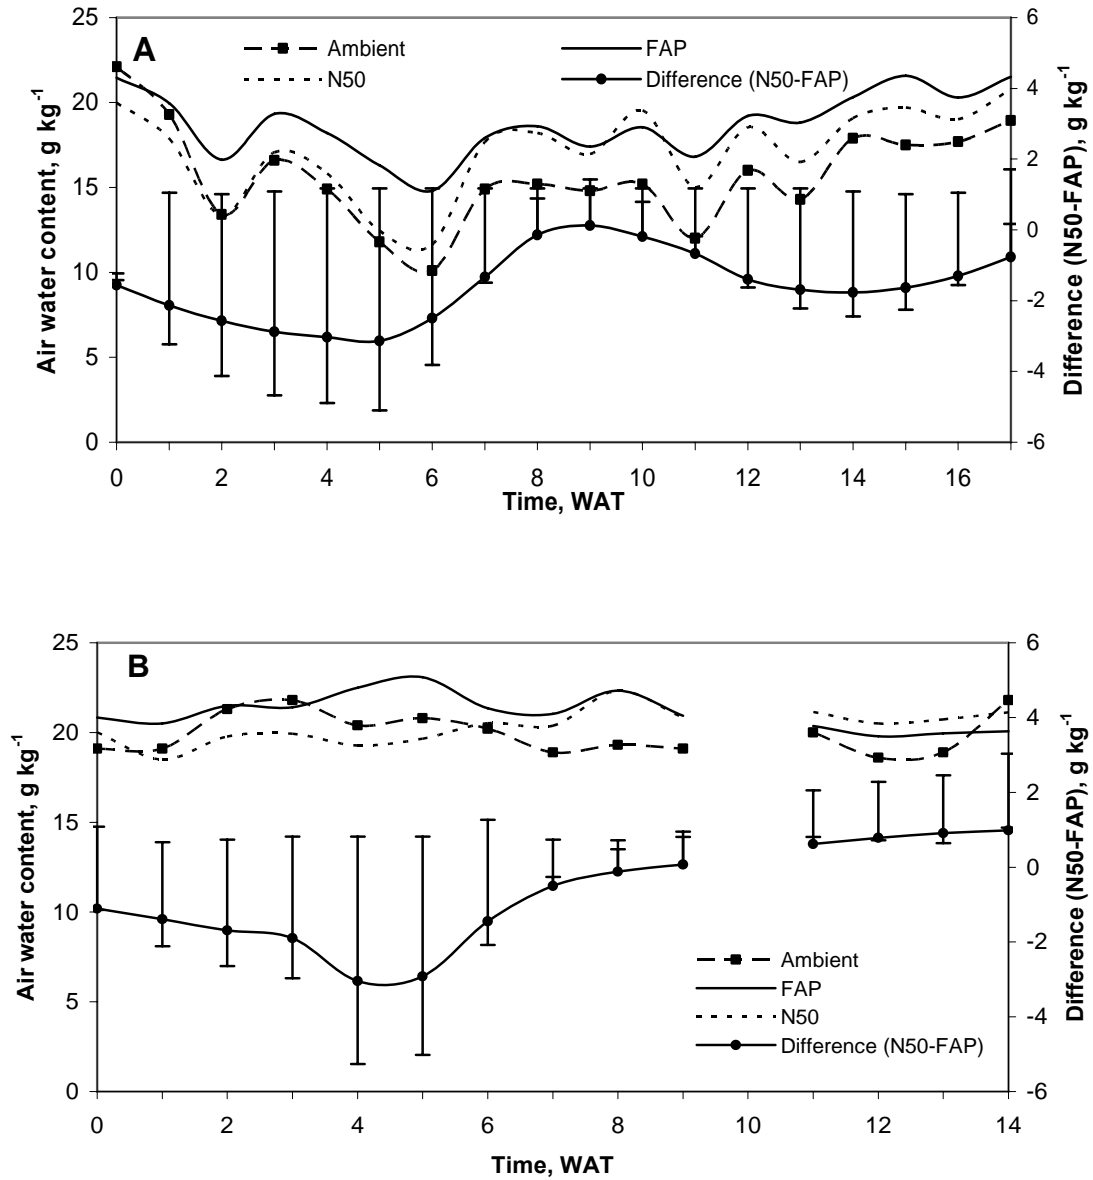 A
Ambient
FAP
N50
Difference (N50-FAP)
25
20
15
10
5
0
Air water content, g kg-1
6
4
2
0
-2
-4
-6
Difference (N50-FAP), g kg-1
0 2 4 6 8 10 12 14 16
Time, WAT
B
25
20
15
10
5
0
Air water content, g kg-1
6
4
2
0
-2
-4
-6
Difference (N50-FAP), g kg-1
Ambient
FAP
N50
Difference (N50-FAP)
0 2 4 6 8 10 12 14
Time, WAT